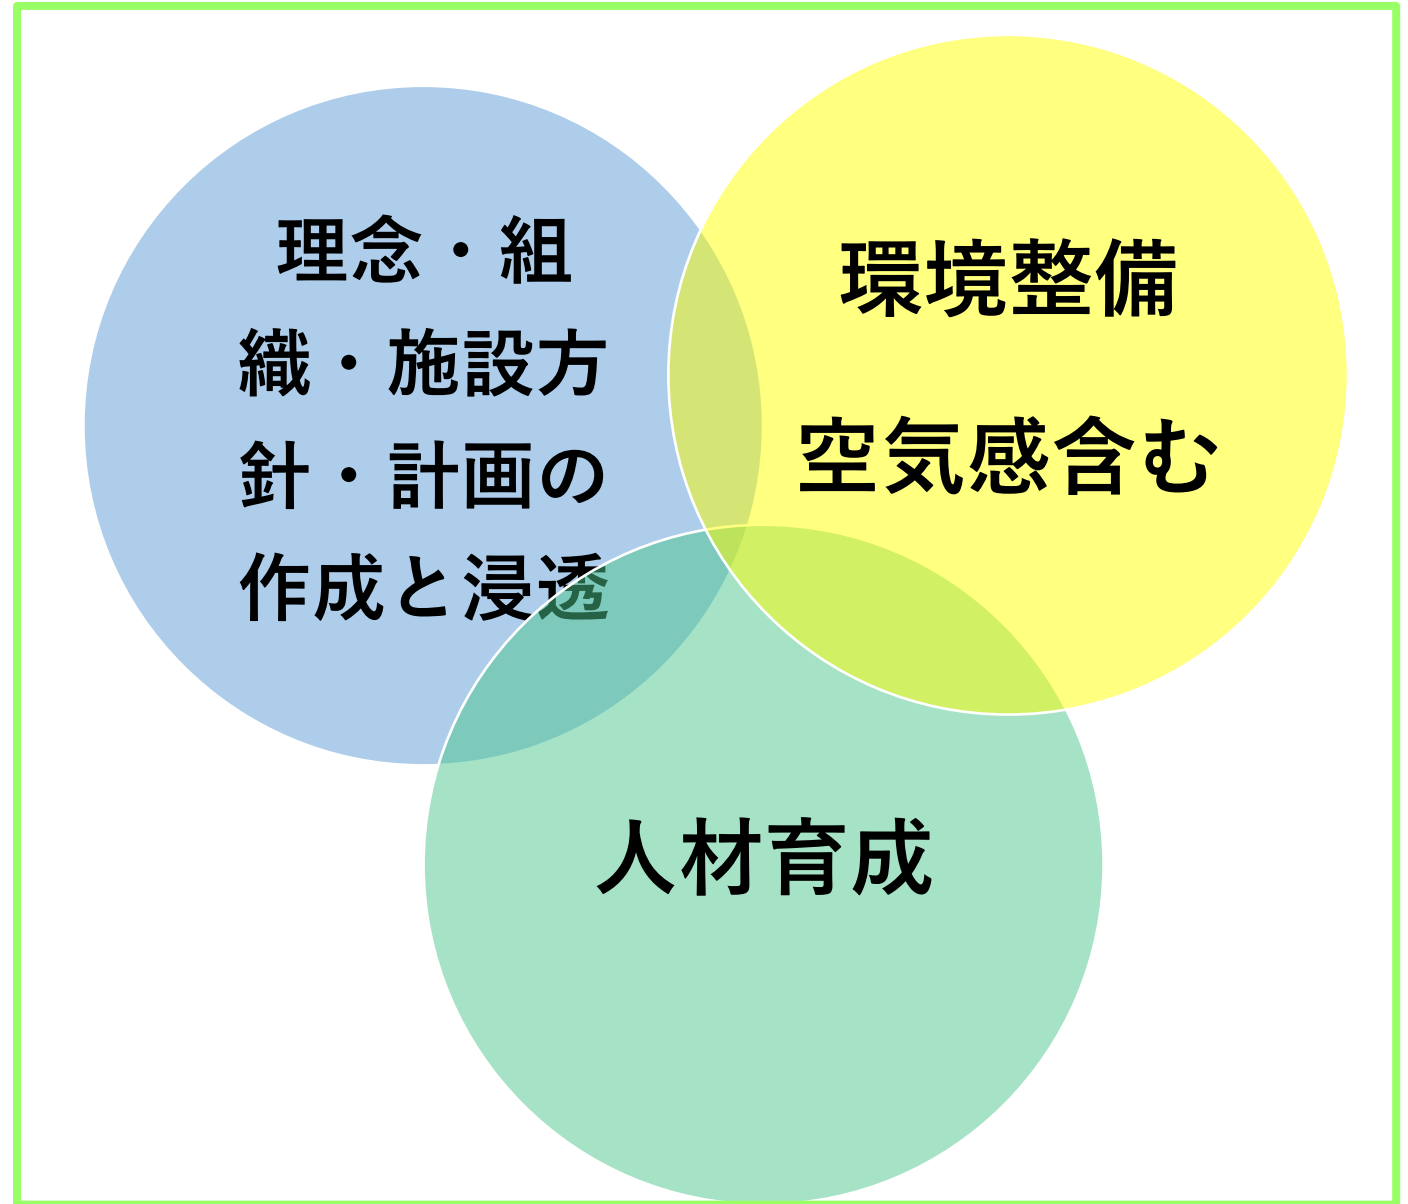 理念・組
織・施設方
針・計画の
作成と浸透
環境整備
空気感含む
人材育成